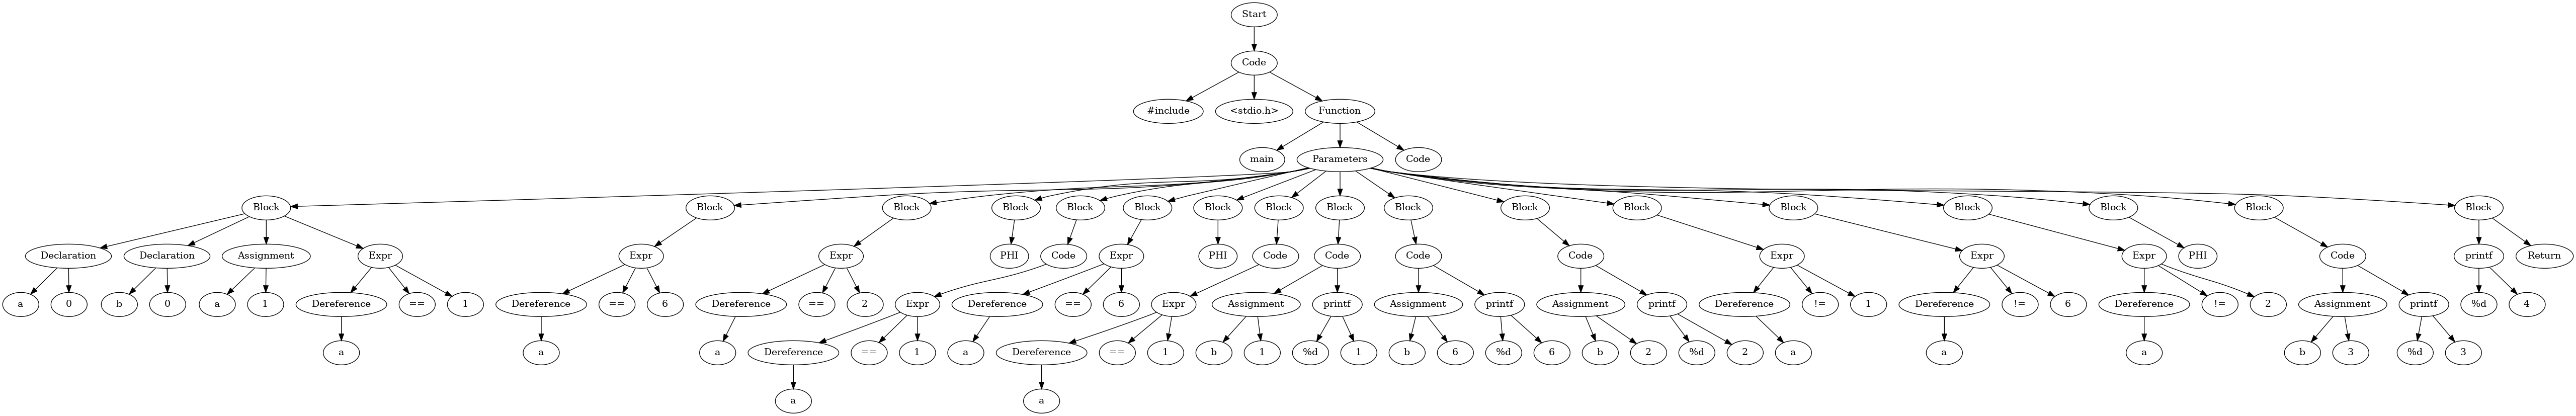 Start
Code
#include <stdio.h> Function
main Parameters Code
Block Block Block Block Block Block Block Block Block Block Block Block Block Block Block Block Block
Declaration Declaration Assignment Expr Expr Expr PHI Code Expr PHI Code Code Code Code Expr Expr Expr PHI Code printf Return
a 0 b 0 a 1 Dereference == 1 Dereference == 6 Dereference == 2 Expr Dereference == 6 Expr Assignment printf Assignment printf Assignment printf Dereference != 1 Dereference != 6 Dereference != 2 Assignment printf %d 4
a a a Dereference == 1 a Dereference == 1 b 1 %d 1 b 6 %d 6 b 2 %d 2 a a a b 3 %d 3
a a